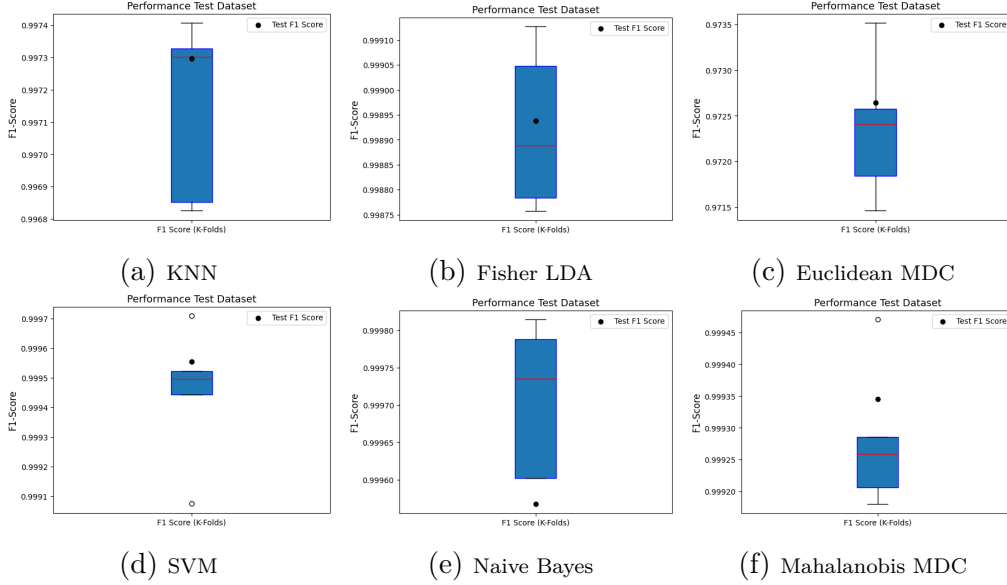 Performance Test Dataset
Test F1 Score
0.99974
0.99973
0.99972
0.99971
0.99970
0.99969
0.99968
F1-Score
F1 Score (K-Folds)
(a) KNN
Performance Test Dataset
Test F1 Score
0.99910
0.99905
0.99900
0.99895
0.99890
0.99885
0.99880
0.99875
F1-Score
F1 Score (K-Folds)
(b) Fisher LDA
Performance Test Dataset
Test F1 Score
0.9735
0.9730
0.9725
0.9720
0.9715
F1-Score
F1 Score (K-Folds)
(c) Euclidean MDC
Performance Test Dataset
Test F1 Score
0.9997
0.9996
0.9995
0.9994
0.9993
0.9992
0.9991
F1-Score
F1 Score (K-Folds)
(d) SVM
Performance Test Dataset
Test F1 Score
0.99980
0.99975
0.99970
0.99965
0.99960
F1-Score
F1 Score (K-Folds)
(e) Naive Bayes
Performance Test Dataset
Test F1 Score
0.99945
0.99940
0.99935
0.99930
0.99925
0.99920
F1-Score
F1 Score (K-Folds)
(f) Mahalanobis MDC